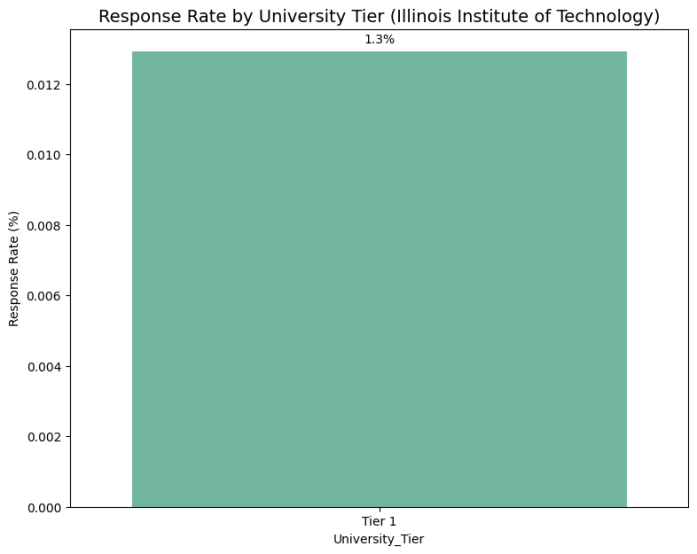 Response Rate by University Tier (Illinois Institute of Technology)
1.3%
0.012
0.010
0.008
0.006
0.004
0.002
0.000
Response Rate (%)
Tier 1
University_Tier